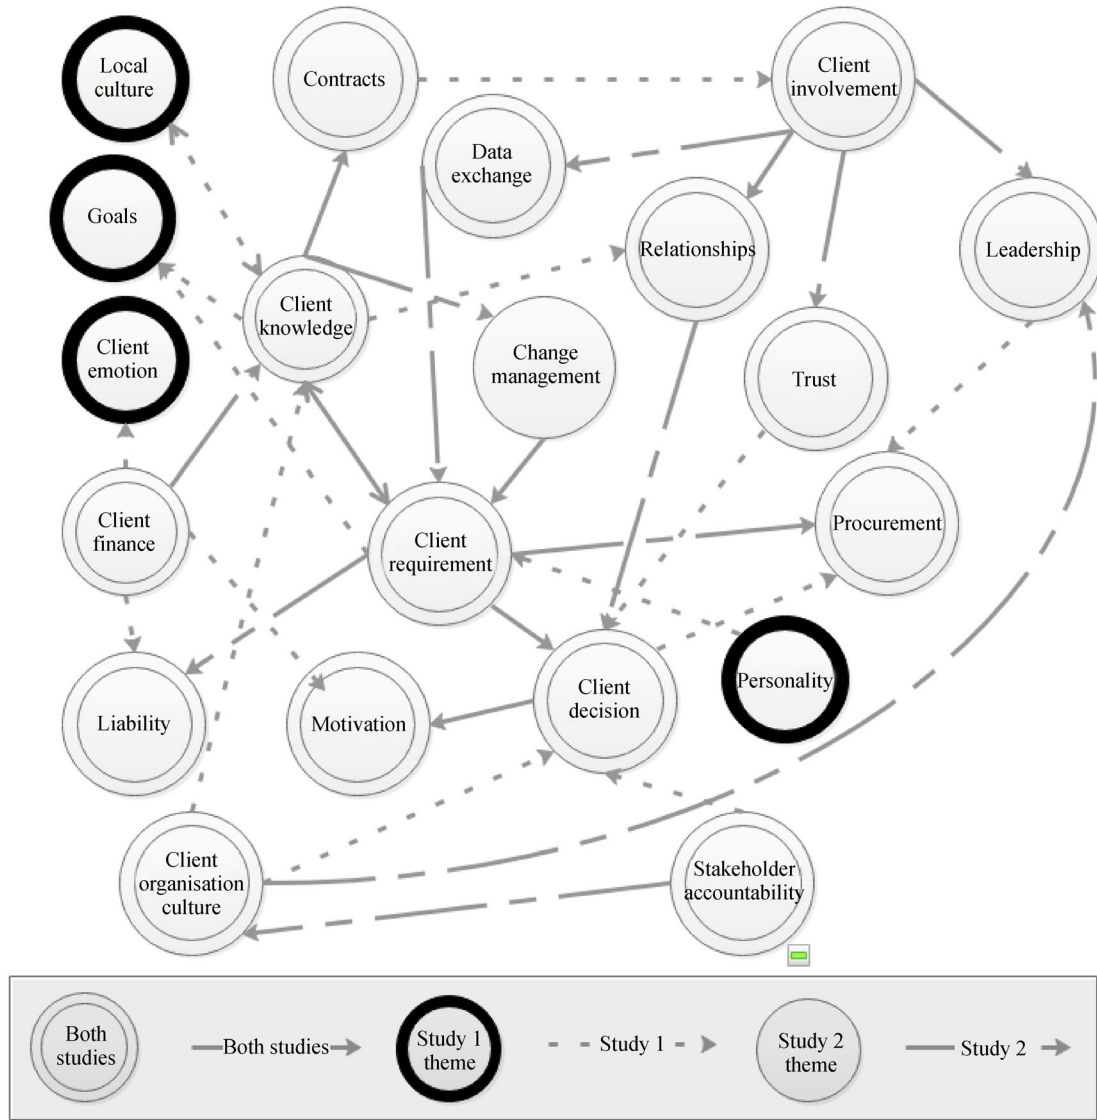 Local
culture
Contracts
Client
involvement
Data
exchange
Goals
Relationships
Leadership
Client
knowledge
Client
emotion
Change
management
Trust
Client
finance
Client
requirement
Procurement
Liability
Motivation
Client
decision
Personality
Client
organisation
culture
Stakeholder
accountability
Both
studies
Both studies
Study 1
theme
Study 1
Study 2
theme
Study 2